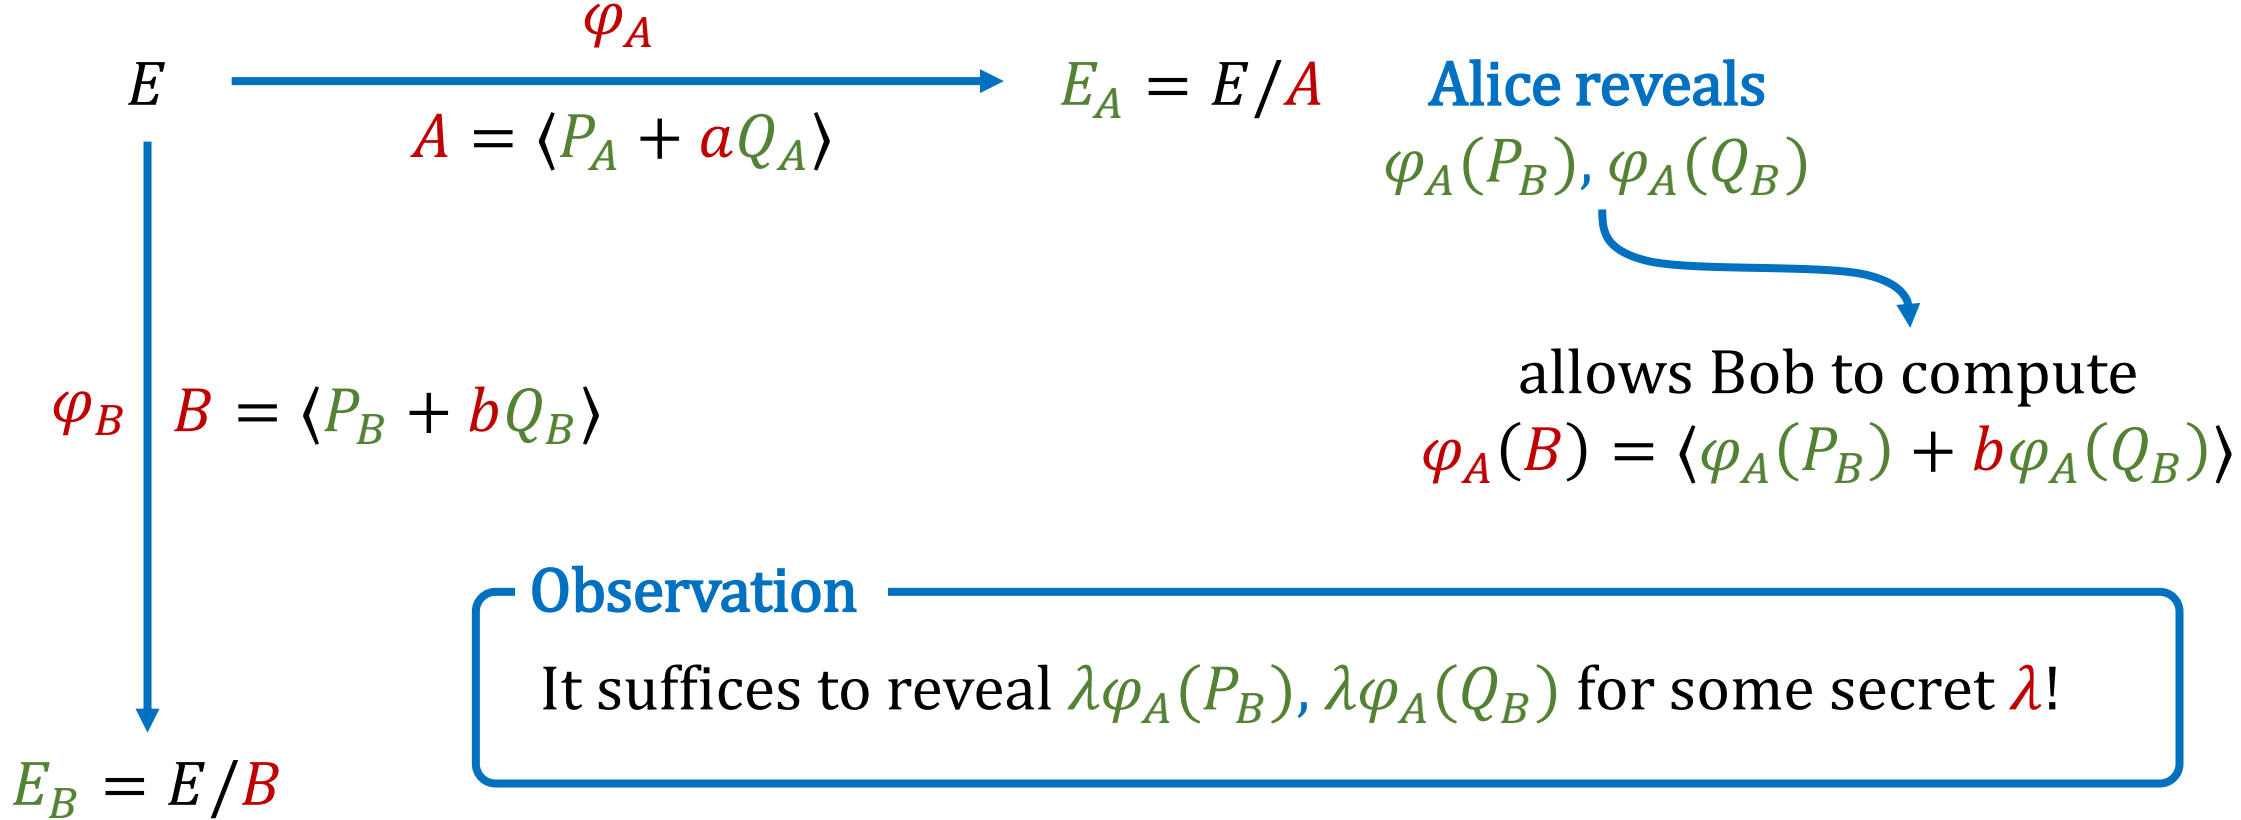 φ_A
E
E_A = E/A
Alice reveals
A = ⟨P_A + aQ_A⟩
φ_A(P_B), φ_A(Q_B)
allows Bob to compute
φ_B
B = ⟨P_B + bQ_B⟩
φ_A(B) = ⟨φ_A(P_B) + bφ_A(Q_B)⟩
Observation
It suffices to reveal λφ_A(P_B), λφ_A(Q_B) for some secret λ!
E_B = E/B